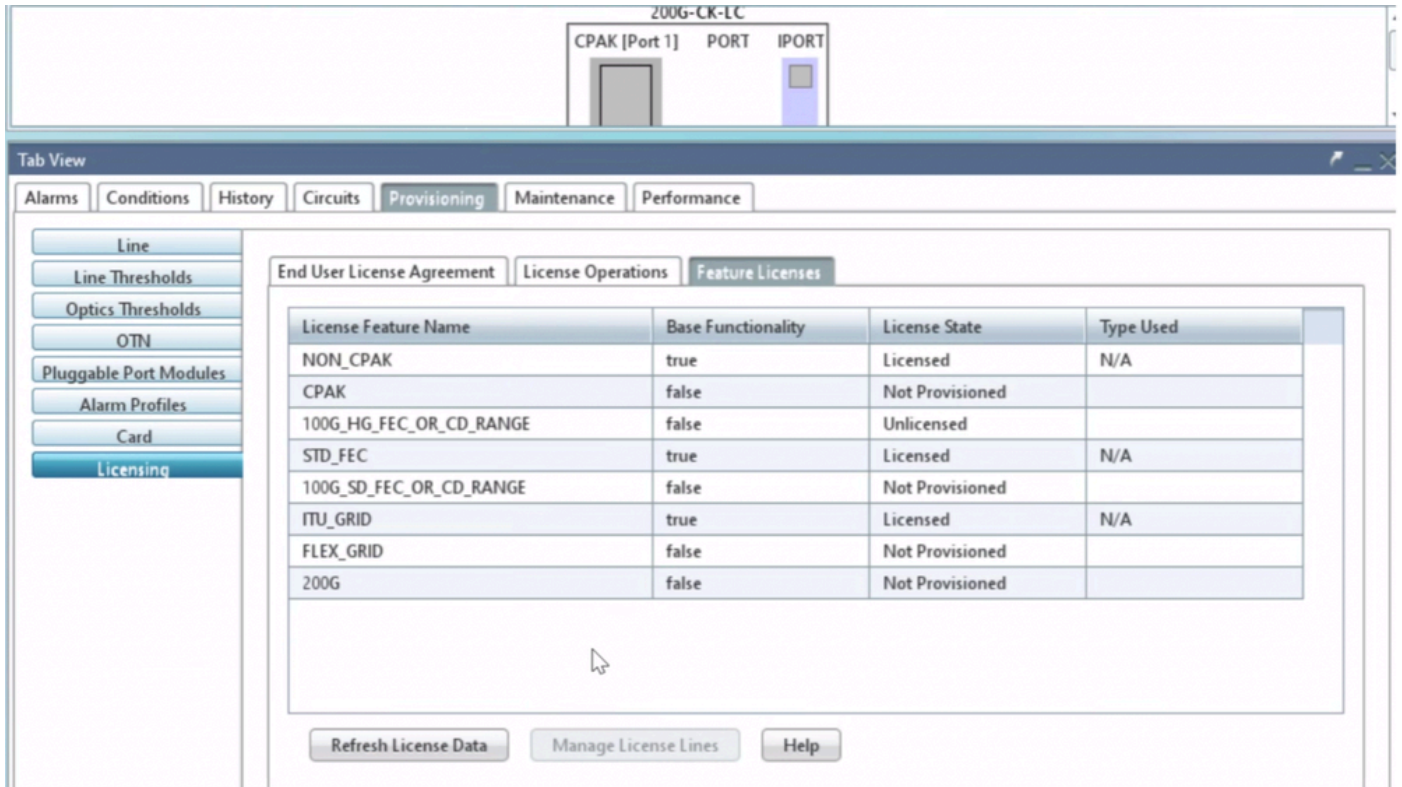 200G-CK-LC
CPAK [Port 1] PORT IPORT
Tab View
Alarms Conditions History Circuits Provisioning Maintenance Performance
Line
Line Thresholds
Optics Thresholds
OTN
Pluggable Port Modules
Alarm Profiles
Card
Licensing
End User License Agreement License Operations Feature Licenses
License Feature Name Base Functionality License State Type Used
NON_CPAK true Licensed N/A
CPAK false Not Provisioned
100G_HG_FEC_OR_CD_RANGE false Unlicensed
STD_FEC true Licensed N/A
100G_SD_FEC_OR_CD_RANGE false Not Provisioned
ITU_GRID true Licensed N/A
FLEX_GRID false Not Provisioned
200G false Not Provisioned
Refresh License Data Manage License Lines Help